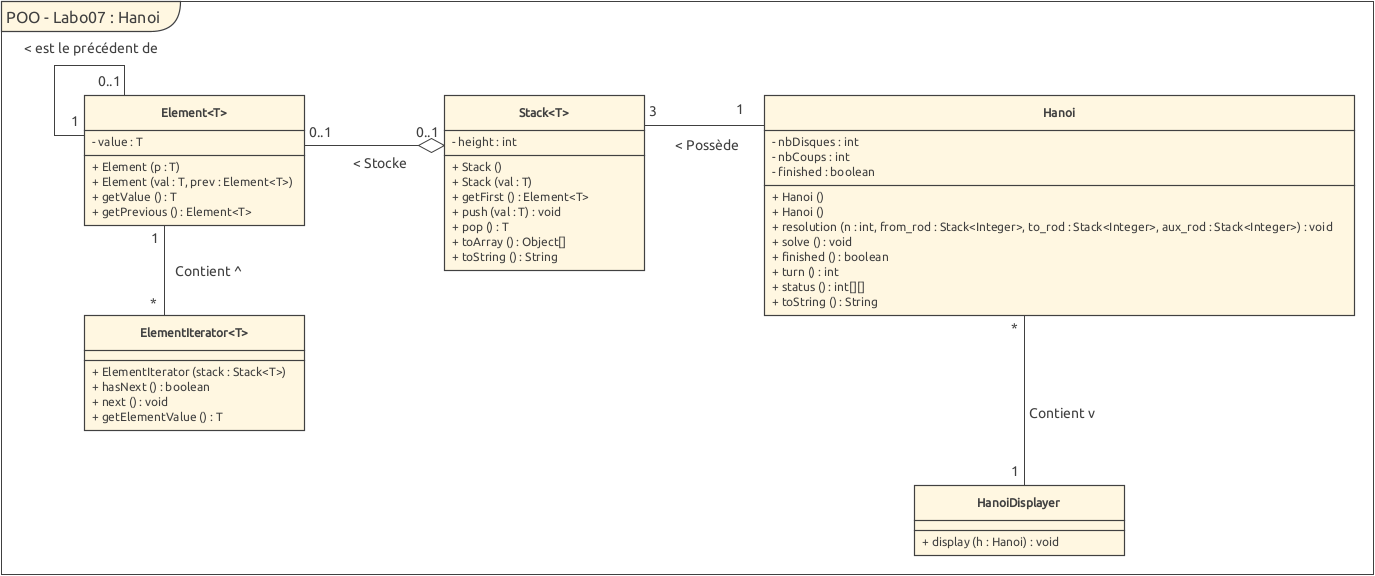 POO - Labo07 : Hanoi
< est le précédent de
0..1
1
Element<T>
- value : T
+ Element (p : T)
+ Element (val : T, prev : Element<T>)
+ getValue () : T
+ getPrevious () : Element<T>
0..1
0..1
< Stocke
Stack<T>
- height : int
+ Stack ()
+ Stack (val : T)
+ getFirst () : Element<T>
+ push (val : T) : void
+ pop () : T
+ toArray () : Object[]
+ toString () : String
3
1
< Possède
Hanoi
- nbDisques : int
- nbCoups : int
- finished : boolean
+ Hanoi ()
+ Hanoi ()
+ resolution (n : int, from_rod : Stack<Integer>, to_rod : Stack<Integer>, aux_rod : Stack<Integer>) : void
+ solve () : void
+ finished () : boolean
+ turn () : int
+ status () : int[][]
+ toString () : String
1
Contient ^
*
ElementIterator<T>
+ ElementIterator (stack : Stack<T>)
+ hasNext () : boolean
+ next () : void
+ getElementValue () : T
*
Contient v
1
HanoiDisplayer
+ display (h : Hanoi) : void